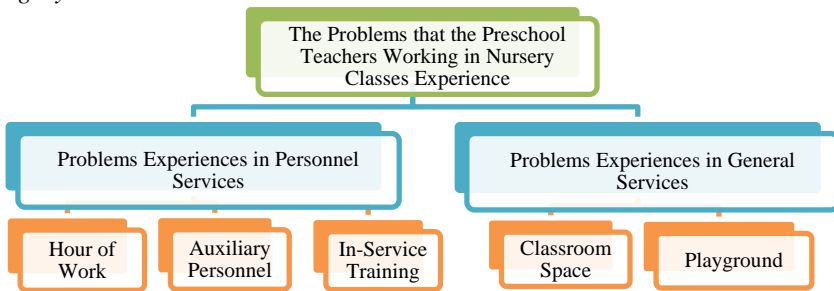 The Problems that the Preschool
Teachers Working in Nursery
Classes Experience
Problems Experiences in Personnel
Services
Problems Experiences in General
Services
Hour of
Work
Auxiliary
Personnel
In-Service
Training
Classroom
Space
Playground